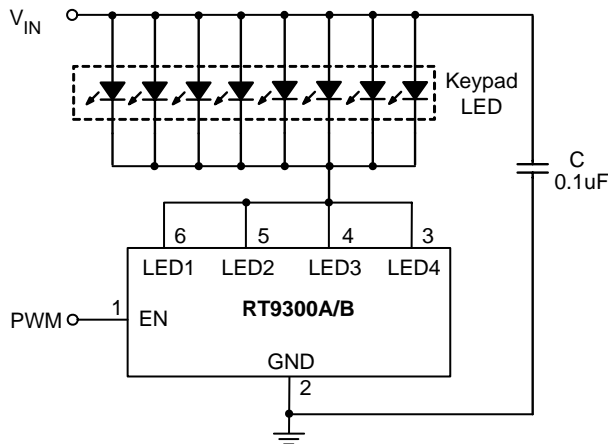 VIN
Keypad
LED
C
0.1uF
6 5 4 3
LED1 LED2 LED3 LED4
RT9300A/B
PWM 1 EN
GND
2